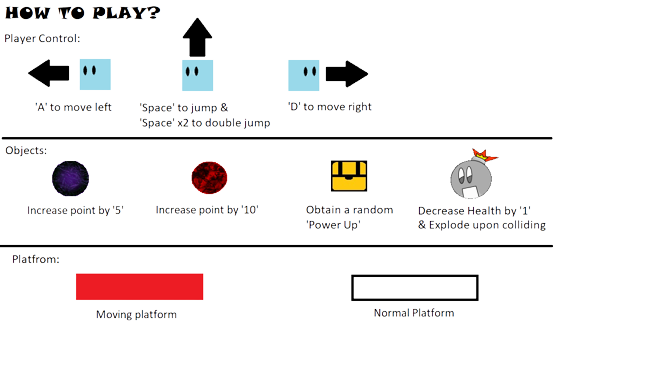 HOW TO PLAY?
Player Control:
'A' to move left
'Space' to jump &
'Space' x2 to double jump
'D' to move right
Objects:
Increase point by '5'
Increase point by '10'
Obtain a random
'Power Up'
Decrease Health by '1'
& Explode upon colliding
Platfrom:
Moving platform
Normal Platform